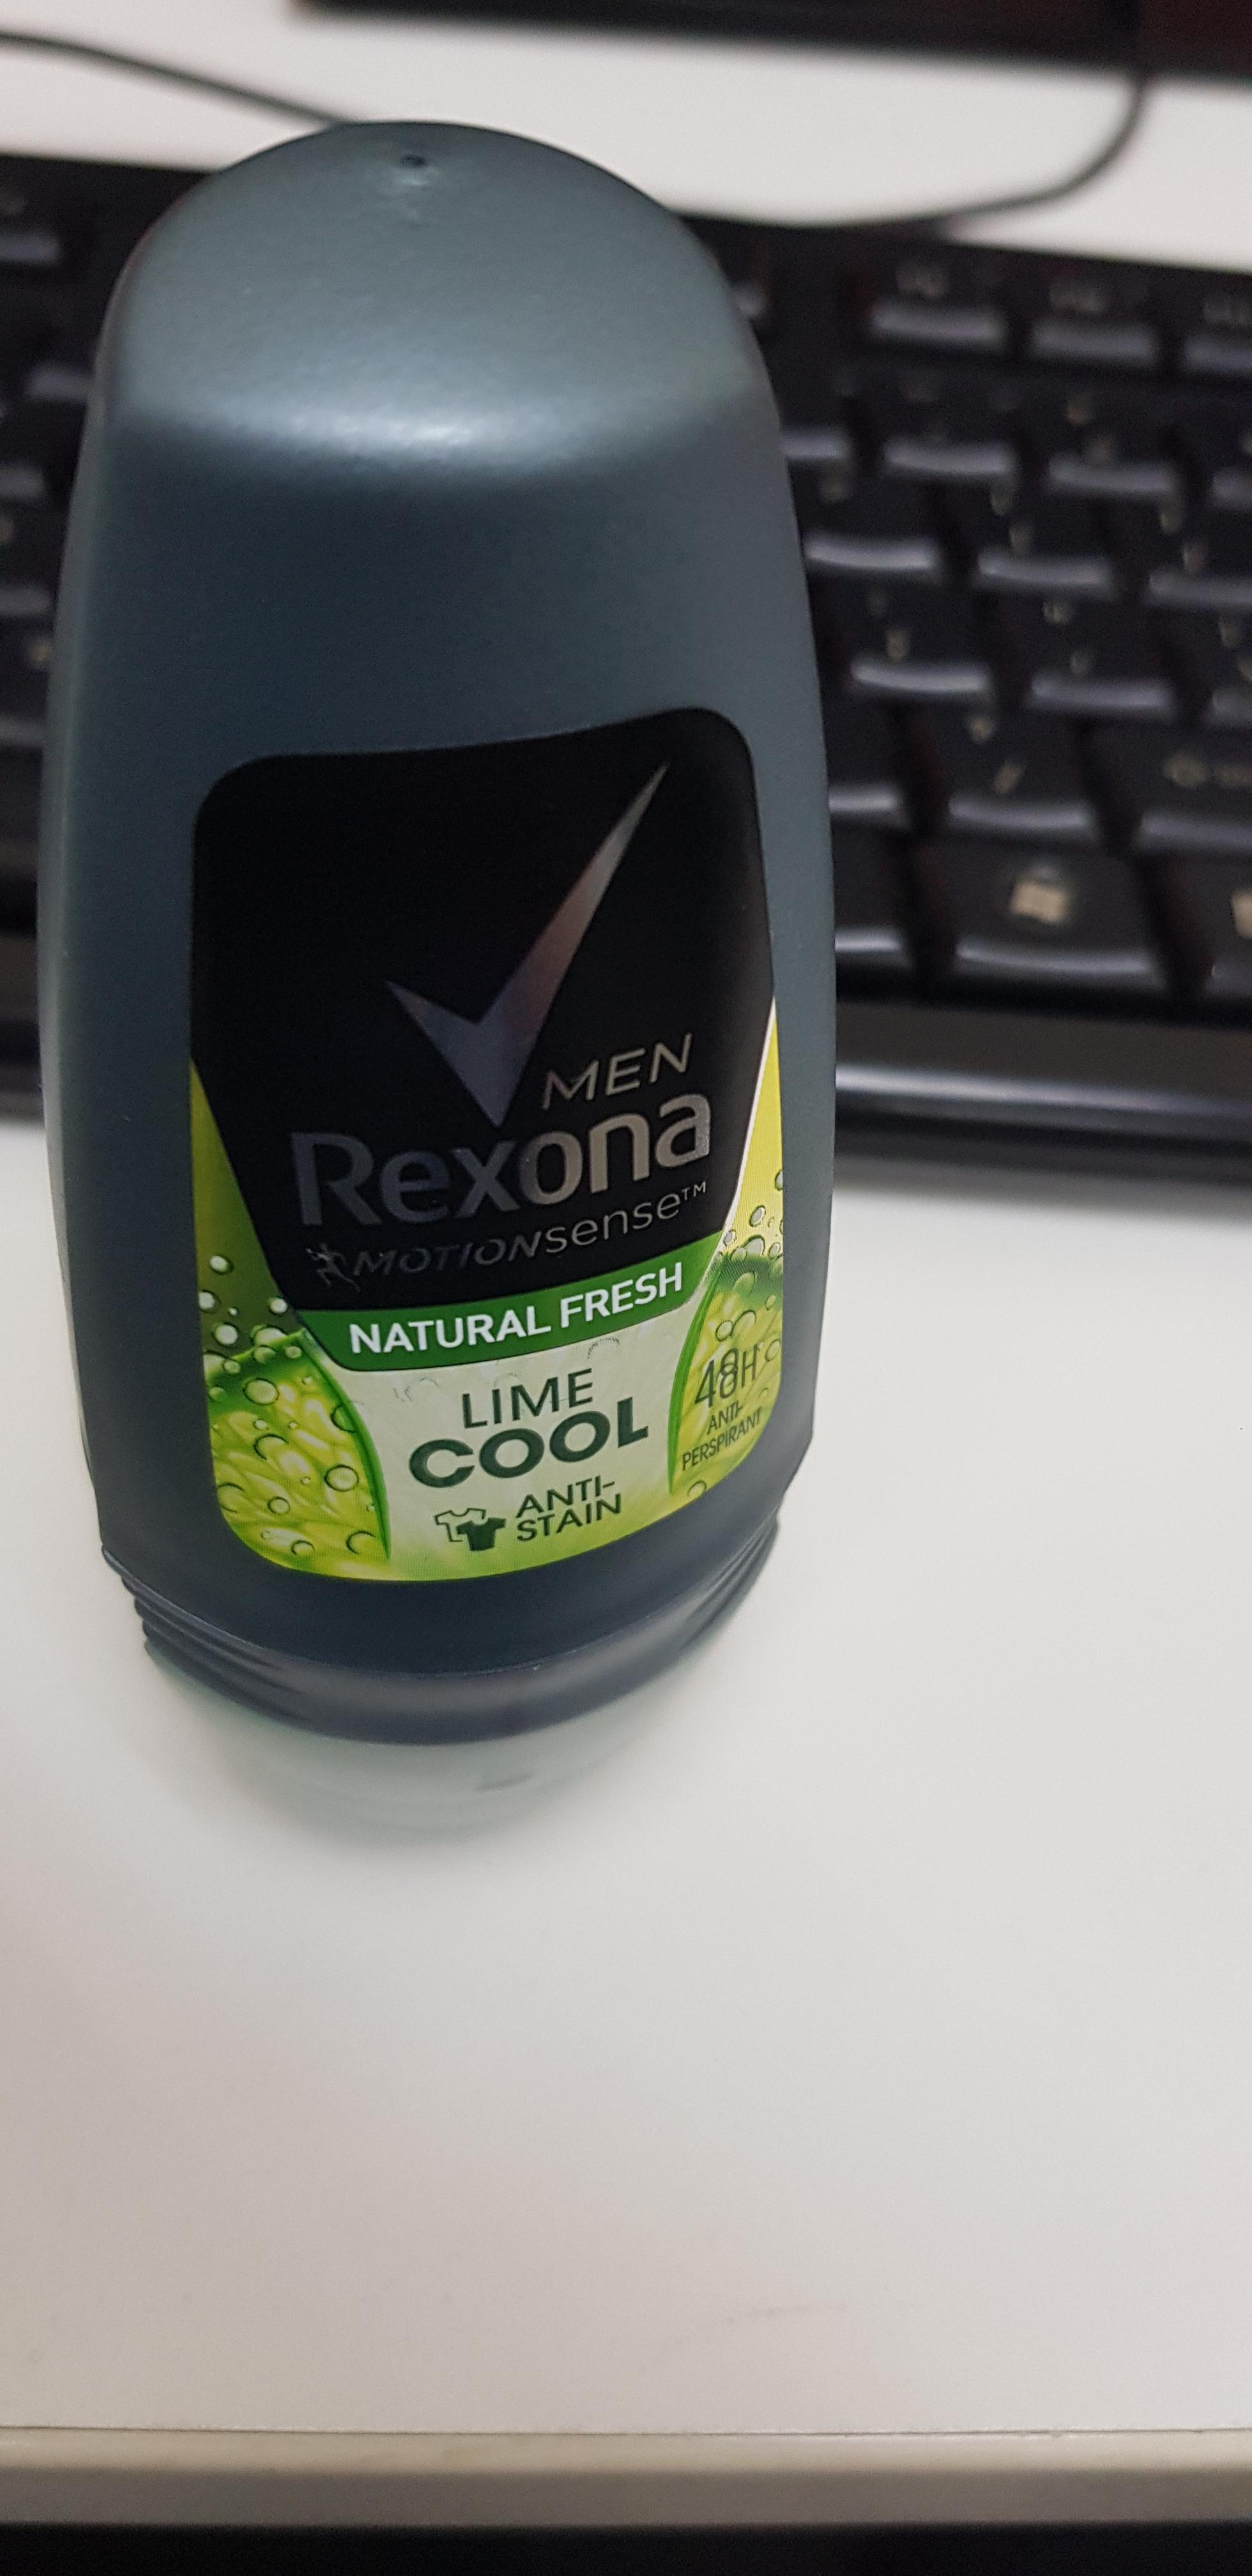 MEN
Rexona
MOTIONsense™
NATURAL FRESH
LIME
COOL
ANTI-
STAIN
48H
ANTI-
PERSPIRANT